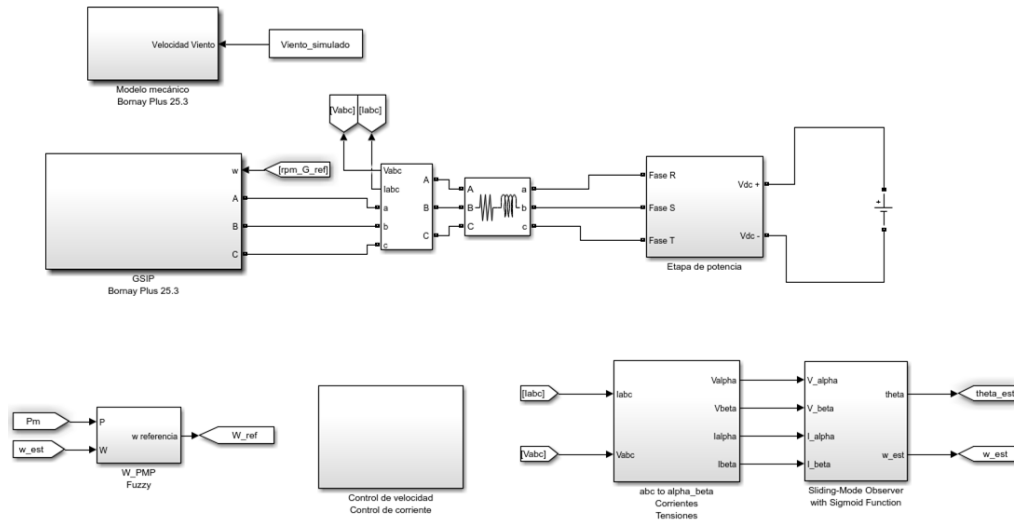 Velocidad Viento
Viento_simulado
Modelo mecánico
Bornay Plus 25.3
[Vabc]
[Iabc]
w
[rpm_G_ref]
A
B
C
GSIP
Bornay Plus 25.3
Vabc
Iabc
a
b
c
A
B
C
A
B
C
a
b
c
Fase R
Fase S
Fase T
Vdc +
Vdc -
Etapa de potencia
+
Pm
w_est
P
W
w referencia
W_ref
W_PMP
Fuzzy
Control de velocidad
Control de corriente
[Iabc]
[Vabc]
Iabc
Vabc
Valpha
Vbeta
Ialpha
Ibeta
abc to alpha_beta
Corrientes
Tensiones
V_alpha
V_beta
I_alpha
I_beta
theta
w_est
Sliding-Mode Observer
with Sigmoid Function
theta_est
w_est